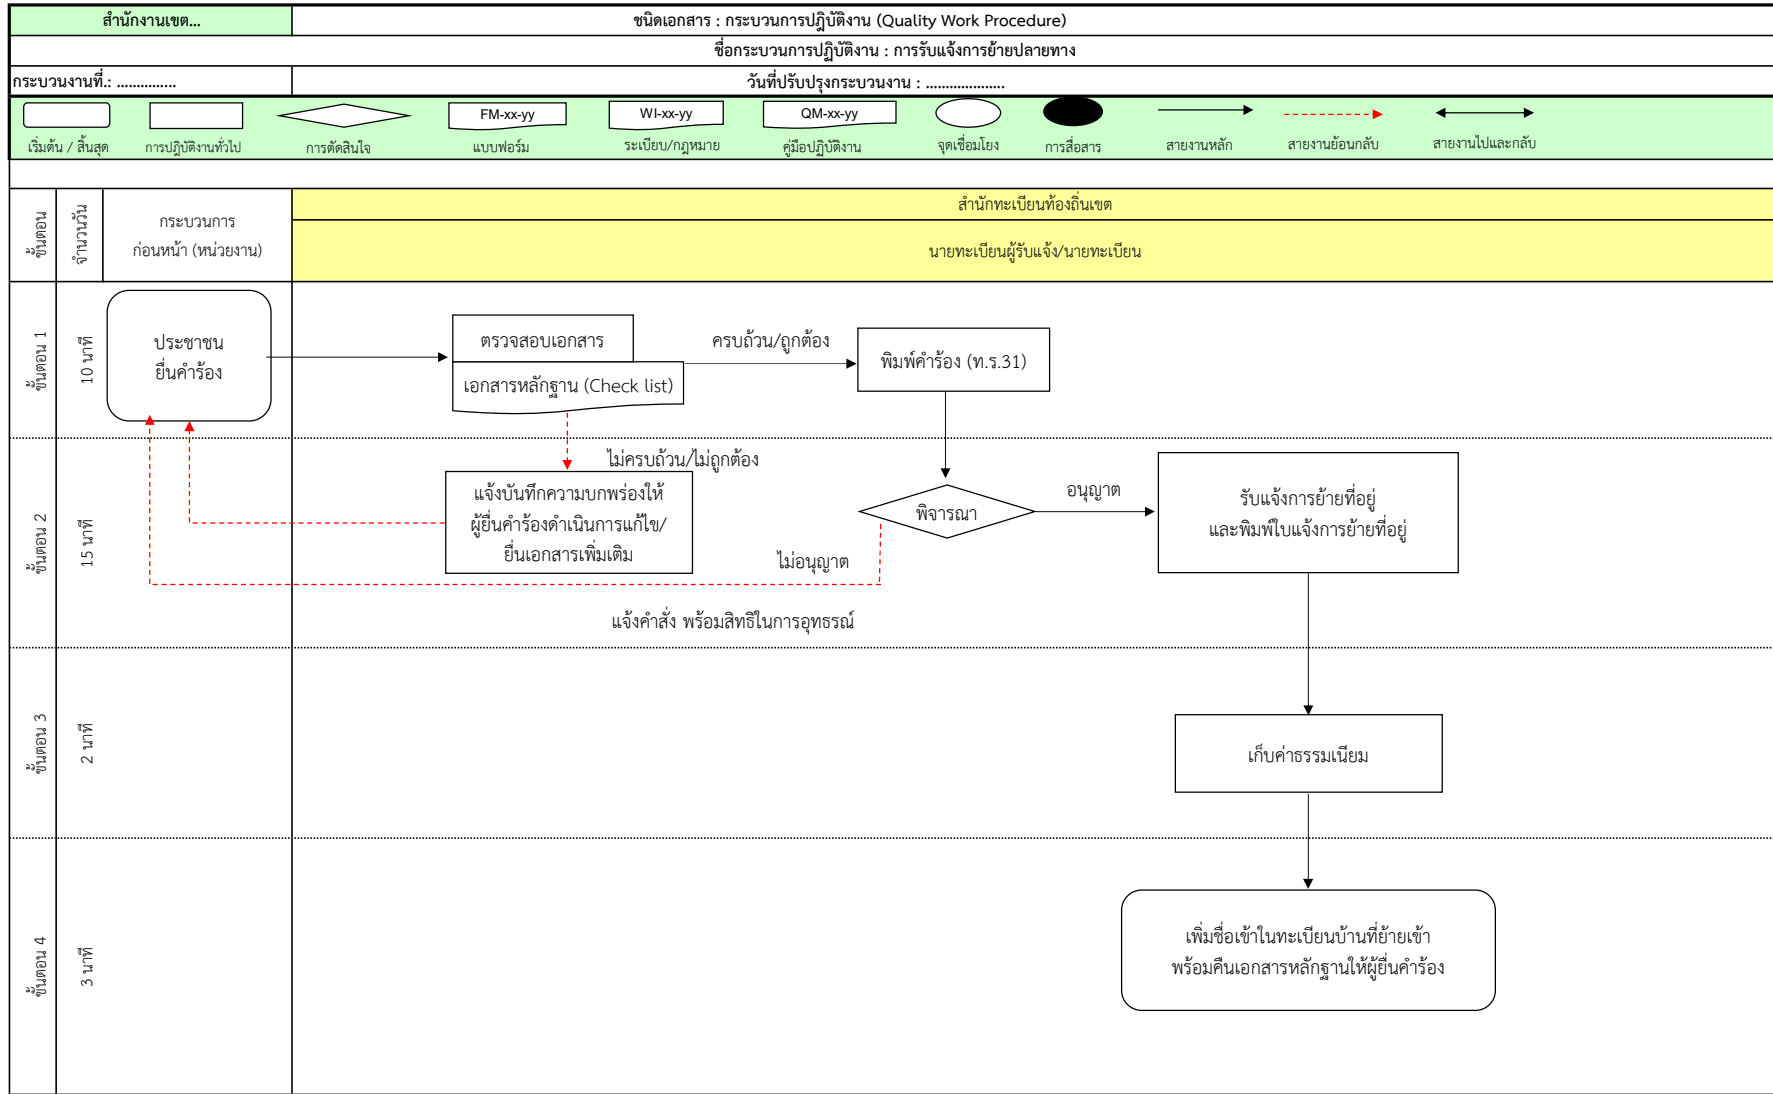 สำนักงานเขต...
ชนิดเอกสาร : กระบวนการปฏิบัติงาน (Quality Work Procedure)
ชื่อกระบวนการปฏิบัติงาน : การรับแจ้งการย้ายปลายทาง
กระบวนงานที่.: ...............
วันที่ปรับปรุงกระบวนงาน : ....................
FM-xx-yy
WI-xx-yy
QM-xx-yy
เริ่มต้น / สิ้นสุด
การปฏิบัติงานทั่วไป
การตัดสินใจ
แบบฟอร์ม
ระเบียบ/กฎหมาย
คู่มือปฏิบัติงาน
จุดเชื่อมโยง
การสื่อสาร
สายงานหลัก
สายงานย้อนกลับ
สายงานไปและกลับ
ขั้นตอน
จำนวนวัน
กระบวนการ
ก่อนหน้า (หน่วยงาน)
สำนักทะเบียนท้องถิ่นเขต
นายทะเบียนผู้รับแจ้ง/นายทะเบียน
ขั้นตอน 1
10 นาที
ประชาชน
ยื่นคำร้อง
ตรวจสอบเอกสาร
เอกสารหลักฐาน (Check list)
ครบถ้วน/ถูกต้อง
พิมพ์คำร้อง (ท.ร.31)
ขั้นตอน 2
15 นาที
ไม่ครบถ้วน/ไม่ถูกต้อง
แจ้งบันทึกความบกพร่องให้
ผู้ยื่นคำร้องดำเนินการแก้ไข/
ยื่นเอกสารเพิ่มเติม
พิจารณา
อนุญาต
ไม่อนุญาต
รับแจ้งการย้ายที่อยู่
และพิมพ์ใบแจ้งการย้ายที่อยู่
แจ้งคำสั่ง พร้อมสิทธิในการอุทธรณ์
ขั้นตอน 3
2 นาที
เก็บค่าธรรมเนียม
ขั้นตอน 4
3 นาที
เพิ่มชื่อเข้าในทะเบียนบ้านที่ย้ายเข้า
พร้อมคืนเอกสารหลักฐานให้ผู้ยื่นคำร้อง